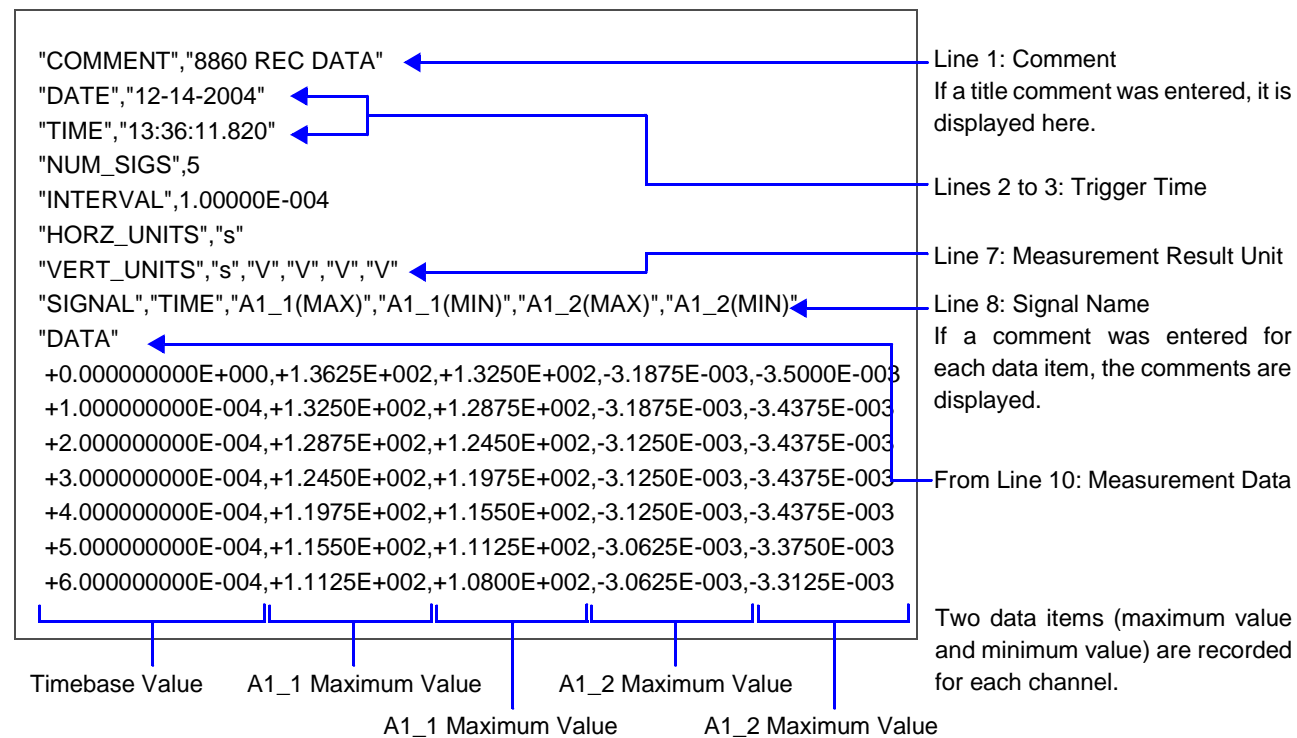 "COMMENT","8860 REC DATA"
"DATE","12-14-2004"
"TIME","13:36:11.820"
"NUM_SIGS",5
"INTERVAL",1.00000E-004
"HORZ_UNITS","s"
"VERT_UNITS","s","V","V","V","V"
"SIGNAL","TIME","A1_1(MAX)","A1_1(MIN)","A1_2(MAX)","A1_2(MIN)"
"DATA"
+0.000000000E+000,+1.3625E+002,+1.3250E+002,-3.1875E-003,-3.5000E-003
+1.000000000E-004,+1.3250E+002,+1.2875E+002,-3.1875E-003,-3.4375E-003
+2.000000000E-004,+1.2875E+002,+1.2450E+002,-3.1250E-003,-3.4375E-003
+3.000000000E-004,+1.2450E+002,+1.1975E+002,-3.1250E-003,-3.4375E-003
+4.000000000E-004,+1.1975E+002,+1.1550E+002,-3.1250E-003,-3.4375E-003
+5.000000000E-004,+1.1550E+002,+1.1125E+002,-3.0625E-003,-3.3750E-003
+6.000000000E-004,+1.1125E+002,+1.0800E+002,-3.0625E-003,-3.3125E-003
Timebase Value
A1_1 Maximum Value
A1_2 Maximum Value
A1_1 Maximum Value
A1_2 Maximum Value
Line 1: Comment
If a title comment was entered, it is
displayed here.
Lines 2 to 3: Trigger Time
Line 7: Measurement Result Unit
Line 8: Signal Name
If a comment was entered for
each data item, the comments are
displayed.
From Line 10: Measurement Data
Two data items (maximum value
and minimum value) are recorded
for each channel.